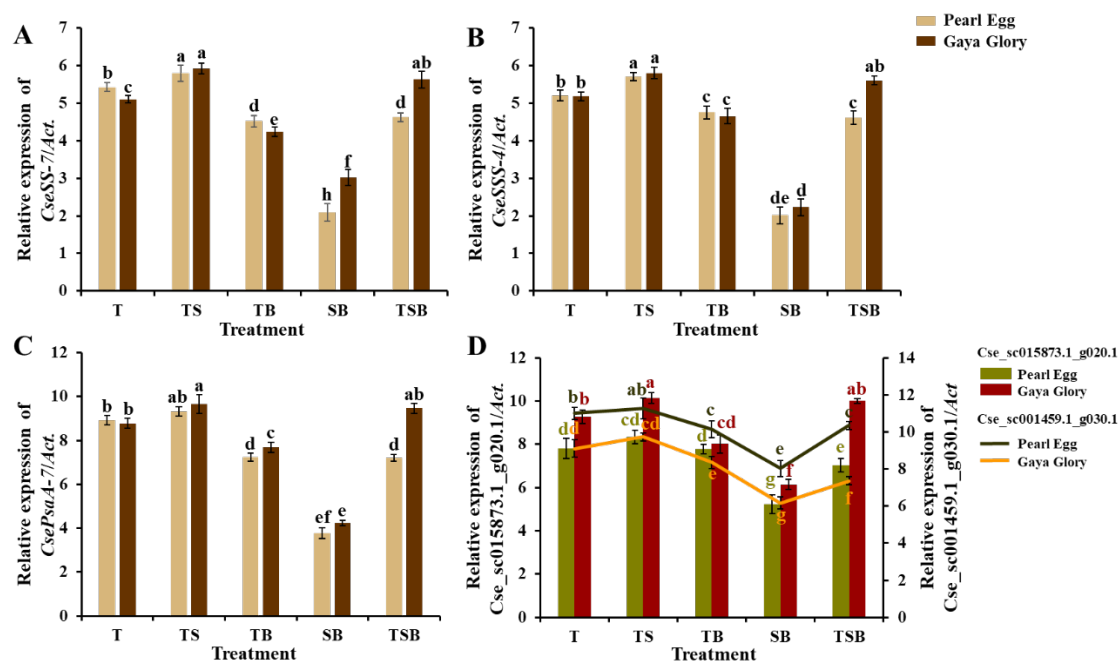 A
Relative expression of
CseSS-7/Act.
7
6
5
4
3
2
1
0
b
c
a
a
d
e
h
f
d
ab
T
TS
TB
SB
TSB
Treatment
B
Relative expression of
CseSSS-4/Act.
7
6
5
4
3
2
1
0
b
b
a
a
c
c
de
d
c
ab
T
TS
TB
SB
TSB
Treatment
Pearl Egg
Gaya Glory
C
Relative expression of
CsePsaA-7/Act.
12
10
8
6
4
2
0
b
b
ab
a
d
c
ef
e
d
ab
T
TS
TB
SB
TSB
Treatment
D
Relative expression of
Cse_sc015873.1_g020.1/Act.
12
10
8
6
4
2
0
b
b
d
d
ab
a
cd
cd
c
d
cd
e
e
g
f
g
c
ab
e
f
T
TS
TB
SB
TSB
Treatment
14
12
10
8
6
4
2
0
Relative expression of
Cse_sc001459.1_g030.1/Act
Cse_sc015873.1_g020.1
Pearl Egg
Gaya Glory
Cse_sc001459.1_g030.1
Pearl Egg
Gaya Glory